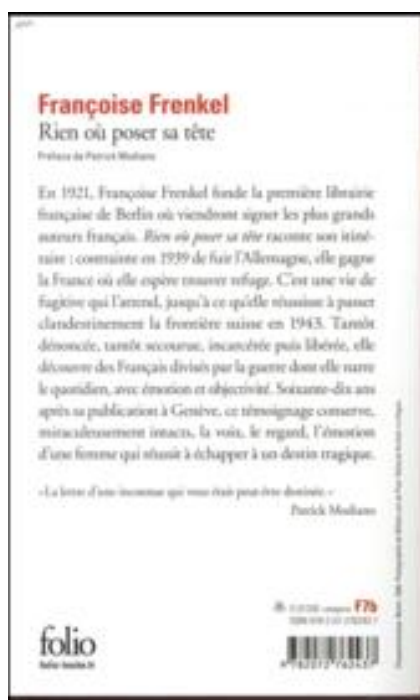 Françoise Frenkel
Rien où poser sa tête
Préface de Patrick Modiano
En 1921, Françoise Frenkel fonde la première librairie
française de Berlin où viendront signer les plus grands
auteurs français. Rien où poser sa tête raconte son itiné-
raire : contrainte en 1939 de fuir l'Allemagne, elle gagne
la France où elle espère trouver refuge. C'est une vie de
fugitive qui l'attend, jusqu'à ce qu'elle réussisse à passer
clandestinement la frontière suisse en 1943. Tantôt
dénoncée, tantôt secourue, incarcérée puis libérée, elle
découvre des Français divisés par la guerre dont elle narre
le quotidien, avec émotion et objectivité. Soixante-dix ans
après sa publication à Genève, ce témoignage conserve,
miraculeusement intacts, la voix, le regard, l'émotion
d'une femme qui réussit à échapper à un destin tragique.
«La lettre d'une inconnue qui vous était peut-être destinée.»
Patrick Modiano
F7b
folio